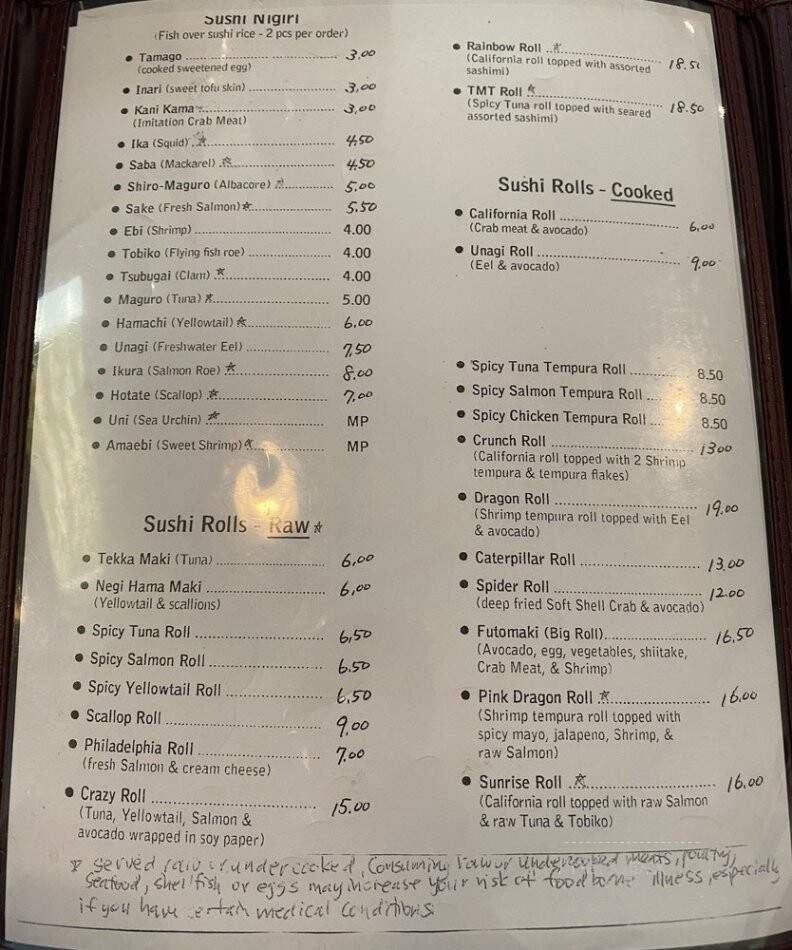 Sushi Nigiri
(Fish over sushi rice - 2 pcs per order)
• Tamago ........ 3.00
(cooked sweetened egg)
• Inari (sweet tofu skin) ........ 3.00
• Kani Kama ........ 3.00
(Imitation Crab Meat)
• Ika (Squid) ☆ ........ 4.50
• Saba (Mackarel) ☆ ........ 4.50
• Shiro-Maguro (Albacore) ☆ ........ 5.00
• Sake (Fresh Salmon) ☆ ........ 5.50
• Ebi (Shrimp) ........ 4.00
• Tobiko (Flying fish roe) ........ 4.00
• Tsubugai (Clam) ☆ ........ 4.00
• Maguro (Tuna) ☆ ........ 5.00
• Hamachi (Yellowtail) ☆ ........ 6.00
• Unagi (Freshwater Eel) ........ 7.50
• Ikura (Salmon Roe) ☆ ........ 8.00
• Hotate (Scallop) ☆ ........ 7.00
• Uni (Sea Urchin) ☆ ........ MP
• Amaebi (Sweet Shrimp) ☆ ........ MP
Sushi Rolls - Raw ☆
• Tekka Maki (Tuna) ........ 6.00
• Negi Hama Maki ........ 6.00
(Yellowtail & scallions)
• Spicy Tuna Roll ........ 6.50
• Spicy Salmon Roll ........ 6.50
• Spicy Yellowtail Roll ........ 6.50
• Scallop Roll ........ 9.00
• Philadelphia Roll ........ 7.00
(fresh Salmon & cream cheese)
• Crazy Roll ........ 15.00
(Tuna, Yellowtail, Salmon &
avocado wrapped in soy paper)
• Rainbow Roll ☆ ........ 18.50
(California roll topped with assorted
sashimi)
• TMT Roll ☆ ........ 18.50
(Spicy Tuna roll topped with seared
assorted sashimi)
Sushi Rolls - Cooked
• California Roll ........ 6.00
(Crab meat & avocado)
• Unagi Roll ........ 9.00
(Eel & avocado)
• Spicy Tuna Tempura Roll ........ 8.50
• Spicy Salmon Tempura Roll ........ 8.50
• Spicy Chicken Tempura Roll ........ 8.50
• Crunch Roll ........ 13.00
(California roll topped with 2 Shrimp
tempura & tempura flakes)
• Dragon Roll ........ 19.00
(Shrimp tempura roll topped with Eel
& avocado)
• Caterpillar Roll ........ 13.00
• Spider Roll ........ 12.00
(deep fried Soft Shell Crab & avocado)
• Futomaki (Big Roll) ........ 16.50
(Avocado, egg, vegetables, shiitake,
Crab Meat, & Shrimp)
• Pink Dragon Roll ☆ ........ 16.00
(Shrimp tempura roll topped with
spicy mayo, jalapeno, Shrimp, &
raw Salmon)
• Sunrise Roll ☆ ........ 16.00
(California roll topped with raw Salmon
& raw Tuna & Tobiko)
☆ served raw or undercooked, Consuming raw or undercooked meats, poultry,
seafood, shellfish or eggs may increase your risk of foodborne illness, especially
if you have certain medical conditions.